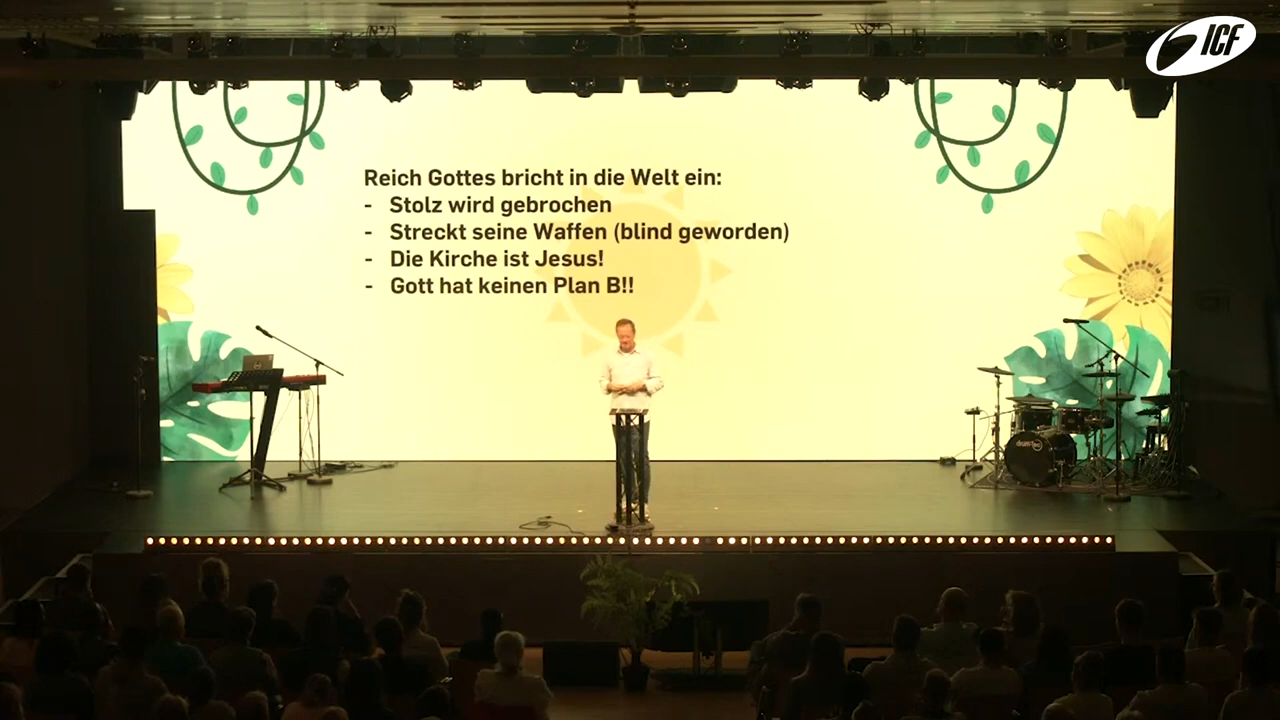 ICF
Reich Gottes bricht in die Welt ein:
- Stolz wird gebrochen
- Streckt seine Waffen (blind geworden)
- Die Kirche ist Jesus!
- Gott hat keinen Plan B!!